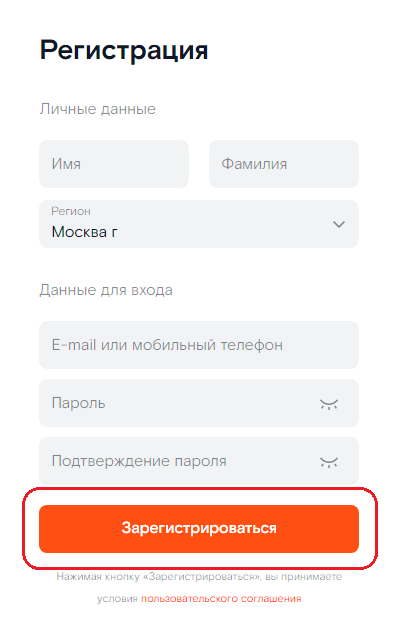 Регистрация
Личные данные
Имя
Фамилия
Регион
Москва г
Данные для входа
E-mail или мобильный телефон
Пароль
Подтверждение пароля
Зарегистрироваться
Нажимая кнопку «Зарегистрироваться», вы принимаете
условия пользовательского соглашения